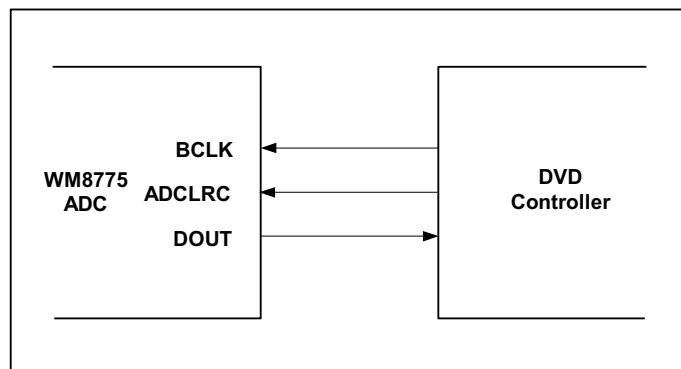 WM8775
ADC
BCLK
ADCLRC
DOUT
DVD
Controller